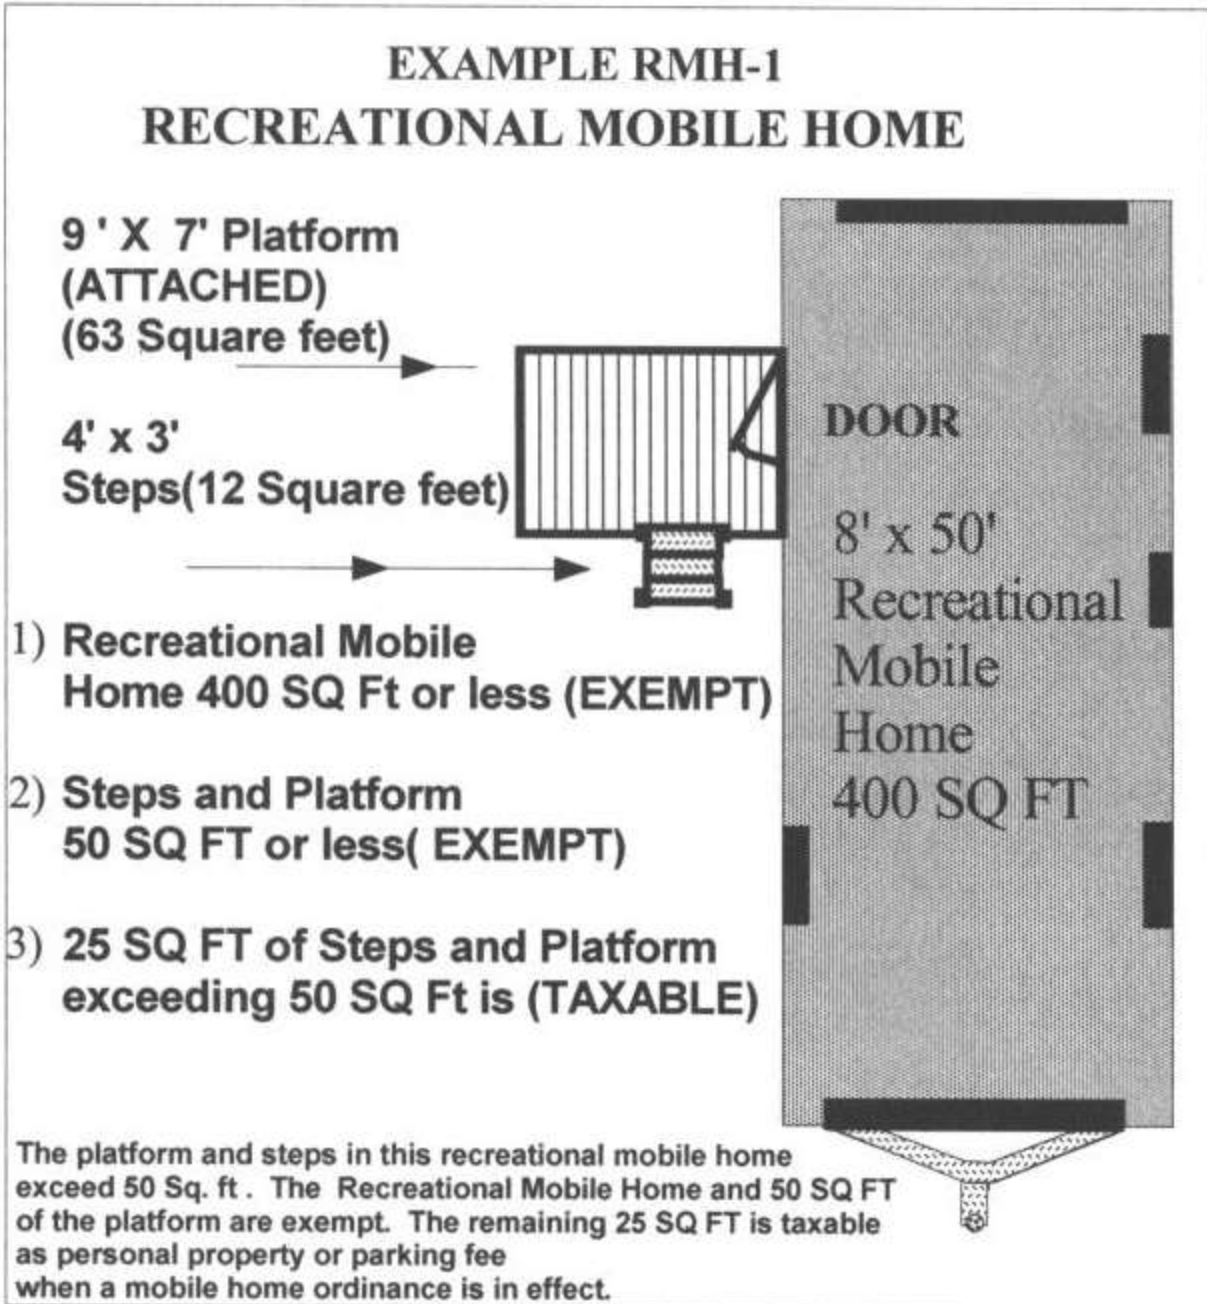 EXAMPLE RMH-1
RECREATIONAL MOBILE HOME
9 ' X 7' Platform
(ATTACHED)
(63 Square feet)
4' x 3'
Steps(12 Square feet)
DOOR
8' x 50'
Recreational
Mobile
Home
400 SQ FT
1) Recreational Mobile
Home 400 SQ Ft or less (EXEMPT)
2) Steps and Platform
50 SQ FT or less( EXEMPT)
3) 25 SQ FT of Steps and Platform
exceeding 50 SQ Ft is (TAXABLE)
The platform and steps in this recreational mobile home
exceed 50 Sq. ft . The Recreational Mobile Home and 50 SQ FT
of the platform are exempt. The remaining 25 SQ FT is taxable
as personal property or parking fee
when a mobile home ordinance is in effect.